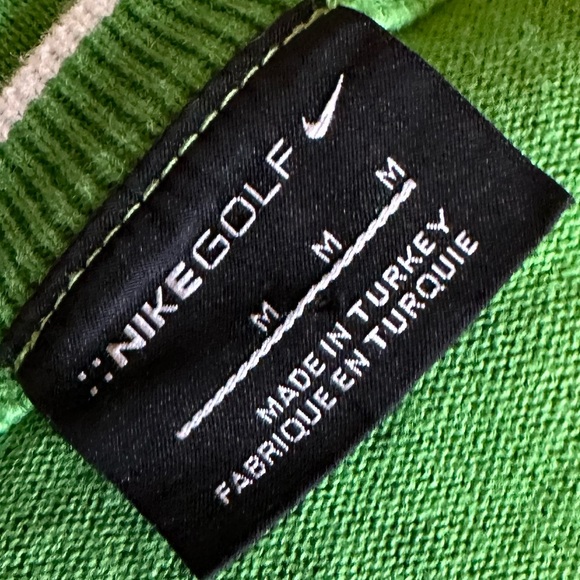 ::NIKEGOLF
M M M
MADE IN TURKEY
FABRIQUE EN TURQUIE